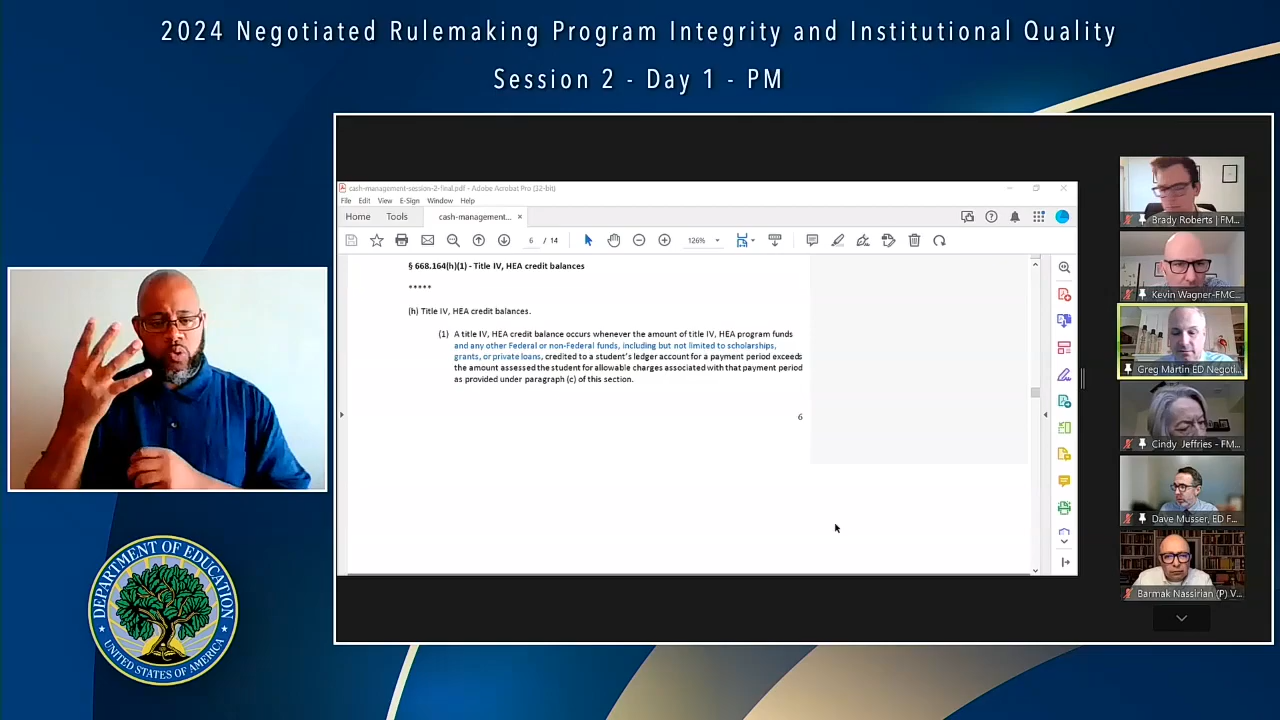 2024 Negotiated Rulemaking Program Integrity and Institutional Quality
Session 2 - Day 1 - PM
cash-management-session-2-final.pdf - Adobe Acrobat Pro (32-bit)
File Edit View E-Sign Window Help
Home Tools cash-management... ×
6 / 14 126%
§ 668.164(h)(1) - Title IV, HEA credit balances
*****
(h) Title IV, HEA credit balances.
(1) A title IV, HEA credit balance occurs whenever the amount of title IV, HEA program funds
and any other Federal or non-Federal funds, including but not limited to scholarships,
grants, or private loans, credited to a student's ledger account for a payment period exceeds
the amount assessed the student for allowable charges associated with that payment period
as provided under paragraph (c) of this section.
6
Brady Roberts | FM...
Kevin Wagner-FMC...
Greg Martin ED Negoti...
Cindy Jeffries - FM...
Dave Musser, ED F...
Barmak Nassirian (P) V...
DEPARTMENT OF EDUCATION
UNITED STATES OF AMERICA